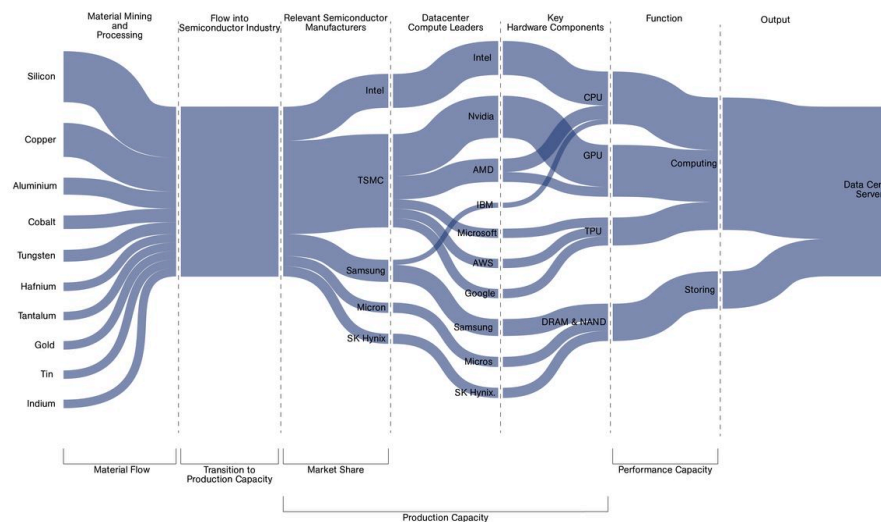 Material Mining
and
Processing
Flow into
Semiconductor Industry
Relevant Semiconductor
Manufacturers
Datacenter
Compute Leaders
Key
Hardware Components
Function
Output
Silicon
Copper
Aluminium
Cobalt
Tungsten
Hafnium
Tantalum
Gold
Tin
Indium
Intel
TSMC
Samsung
Micron
SK Hynix
Intel
Nvidia
AMD
IBM
Microsoft
AWS
Google
Samsung
Micros
SK Hynix.
CPU
GPU
TPU
DRAM & NAND
Computing
Storing
Data Cen
Server
Material Flow
Transition to
Production Capacity
Market Share
Performance Capacity
Production Capacity